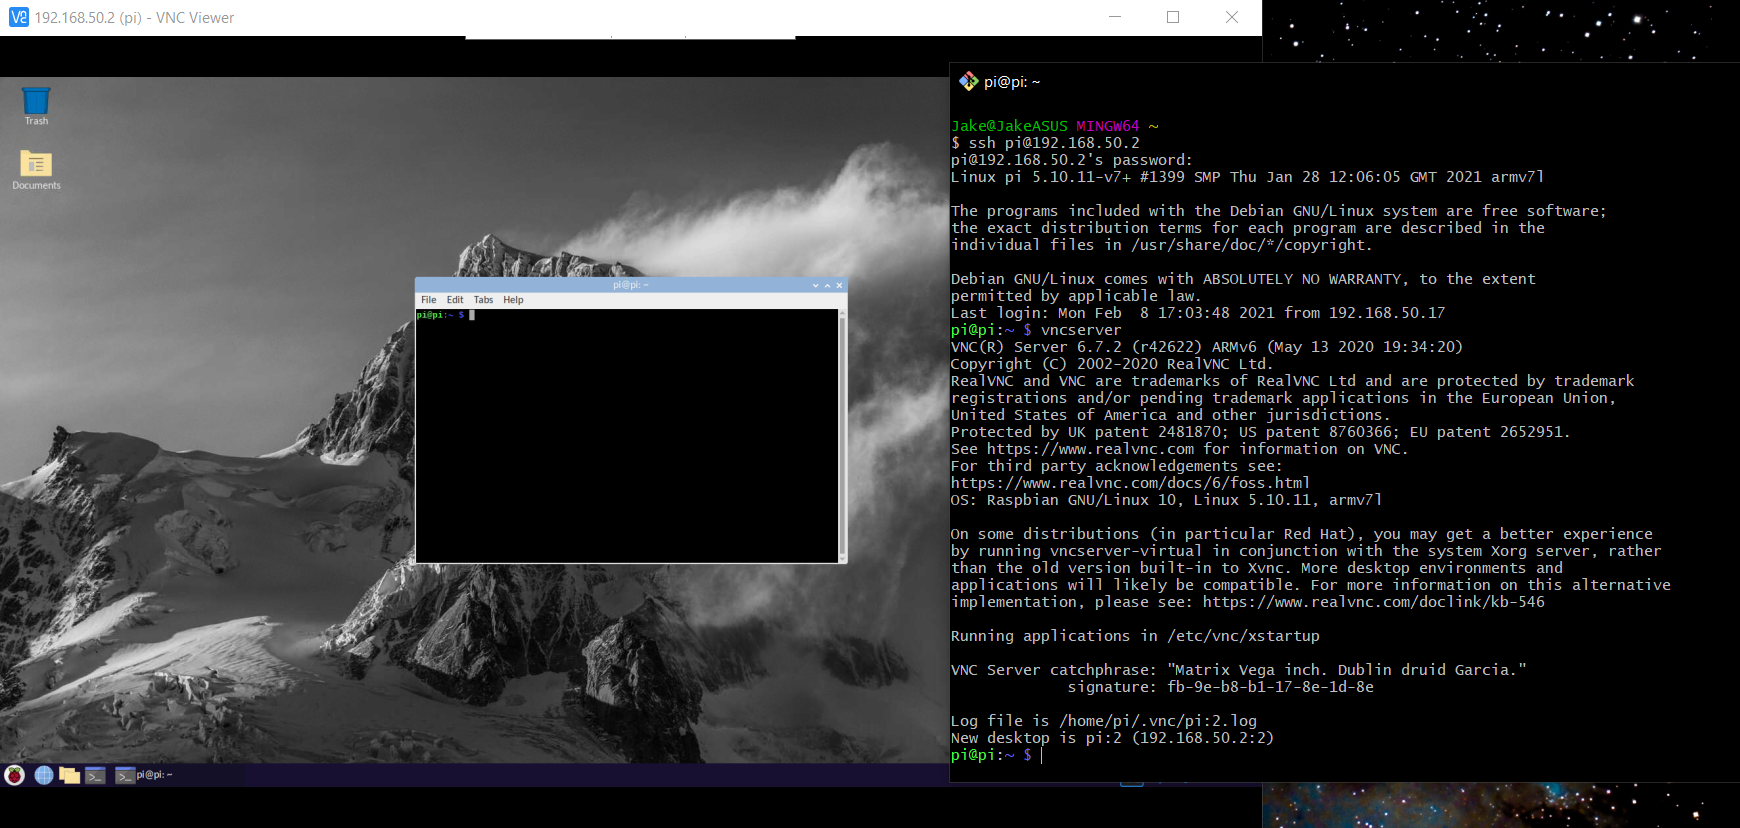 192.168.50.2 (pi) - VNC Viewer
Trash
Documents
pi@pi: ~
File Edit Tabs Help
pi@pi:~ $
pi@pi: ~
pi@pi: ~
Jake@JakeASUS MINGW64 ~
$ ssh pi@192.168.50.2
pi@192.168.50.2's password:
Linux pi 5.10.11-v7+ #1399 SMP Thu Jan 28 12:06:05 GMT 2021 armv7l
The programs included with the Debian GNU/Linux system are free software;
the exact distribution terms for each program are described in the
individual files in /usr/share/doc/*/copyright.
Debian GNU/Linux comes with ABSOLUTELY NO WARRANTY, to the extent
permitted by applicable law.
Last login: Mon Feb  8 17:03:48 2021 from 192.168.50.17
pi@pi:~ $ vncserver
VNC(R) Server 6.7.2 (r42622) ARMv6 (May 13 2020 19:34:20)
Copyright (C) 2002-2020 RealVNC Ltd.
RealVNC and VNC are trademarks of RealVNC Ltd and are protected by trademark
registrations and/or pending trademark applications in the European Union,
United States of America and other jurisdictions.
Protected by UK patent 2481870; US patent 8760366; EU patent 2652951.
See https://www.realvnc.com for information on VNC.
For third party acknowledgements see:
https://www.realvnc.com/docs/6/foss.html
OS: Raspbian GNU/Linux 10, Linux 5.10.11, armv7l
On some distributions (in particular Red Hat), you may get a better experience
by running vncserver-virtual in conjunction with the system Xorg server, rather
than the old version built-in to Xvnc. More desktop environments and
applications will likely be compatible. For more information on this alternative
implementation, please see: https://www.realvnc.com/doclink/kb-546
Running applications in /etc/vnc/xstartup
VNC Server catchphrase: "Matrix Vega inch. Dublin druid Garcia."
signature: fb-9e-b8-b1-17-8e-1d-8e
Log file is /home/pi/.vnc/pi:2.log
New desktop is pi:2 (192.168.50.2:2)
pi@pi:~ $